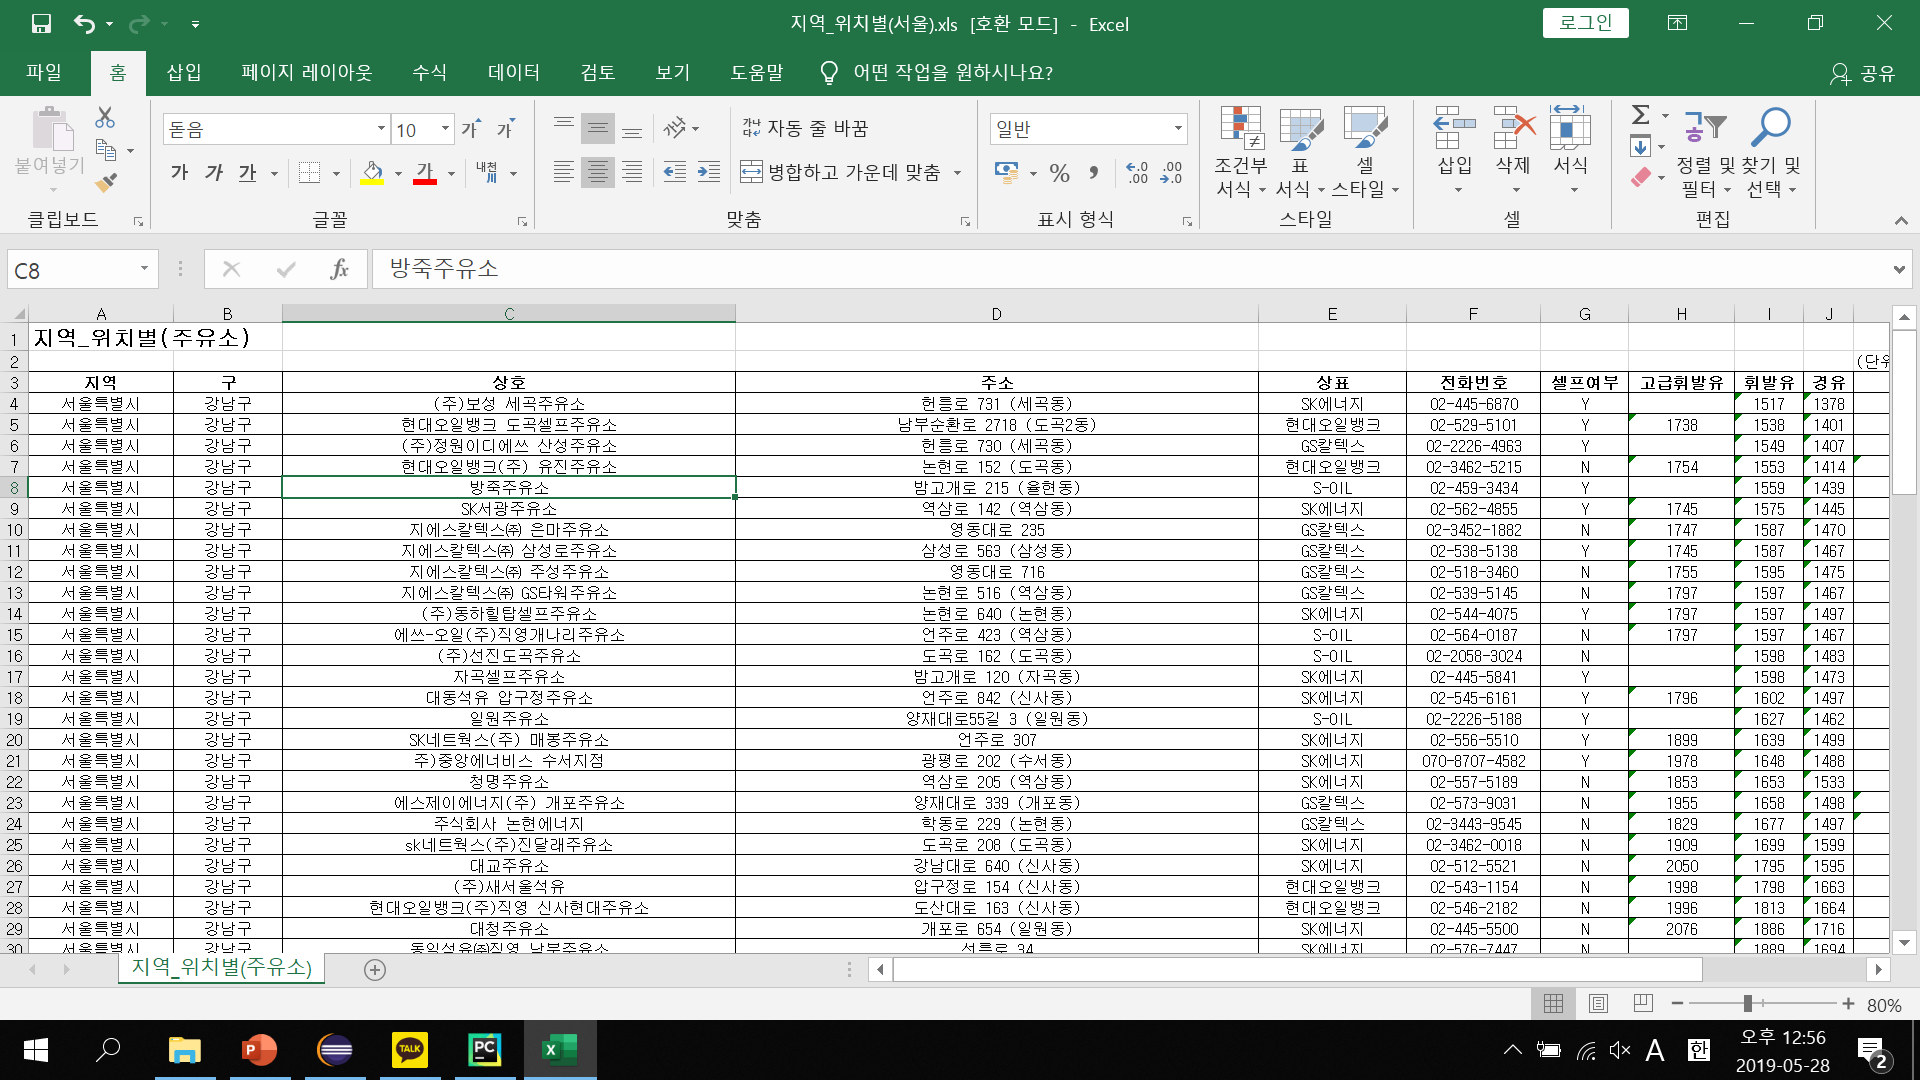 지역_위치별(서울).xls [호환 모드] - Excel
로그인
파일 홈 삽입 페이지 레이아웃 수식 데이터 검토 보기 도움말 어떤 작업을 원하시나요? 공유
붙여넣기
클립보드
돋음 10 가 가
가 가 가 가 내천
글꼴
가나다 자동 줄 바꿈
병합하고 가운데 맞춤
맞춤
일반
% , .00 .00
표시 형식
조건부 서식
표 서식
셀 스타일
스타일
삽입 삭제 서식
셀
정렬 및 필터
찾기 및 선택
편집
C8 fx 방죽주유소
A B C D E F G H I J
1 지역_위치별(주유소)
2 (단위
3 지역 구 상호 주소 상표 전화번호 셀프여부 고급휘발유 휘발유 경유
4 서울특별시 강남구 (주)보성 세곡주유소 헌릉로 731 (세곡동) SK에너지 02-445-6870 Y 1517 1378
5 서울특별시 강남구 현대오일뱅크 도곡셀프주유소 남부순환로 2718 (도곡2동) 현대오일뱅크 02-529-5101 Y 1738 1538 1401
6 서울특별시 강남구 (주)정원이디에쓰 산성주유소 헌릉로 730 (세곡동) GS칼텍스 02-2226-4963 Y 1549 1407
7 서울특별시 강남구 현대오일뱅크(주) 유진주유소 논현로 152 (도곡동) 현대오일뱅크 02-3462-5215 N 1754 1553 1414
8 서울특별시 강남구 방죽주유소 밤고개로 215 (율현동) S-OIL 02-459-3434 Y 1559 1439
9 서울특별시 강남구 SK서광주유소 역삼로 142 (역삼동) SK에너지 02-562-4855 Y 1745 1575 1445
10 서울특별시 강남구 지에스칼텍스㈜ 은마주유소 영동대로 235 GS칼텍스 02-3452-1882 N 1747 1587 1470
11 서울특별시 강남구 지에스칼텍스㈜ 삼성로주유소 삼성로 563 (삼성동) GS칼텍스 02-538-5138 Y 1745 1587 1467
12 서울특별시 강남구 지에스칼텍스㈜ 주성주유소 영동대로 716 GS칼텍스 02-518-3460 N 1755 1595 1475
13 서울특별시 강남구 지에스칼텍스㈜ GS타워주유소 논현로 516 (역삼동) GS칼텍스 02-539-5145 N 1797 1597 1467
14 서울특별시 강남구 (주)동하힐탑셀프주유소 논현로 640 (논현동) SK에너지 02-544-4075 Y 1797 1597 1497
15 서울특별시 강남구 에쓰-오일(주)직영개나리주유소 언주로 423 (역삼동) S-OIL 02-564-0187 N 1797 1597 1467
16 서울특별시 강남구 (주)선진도곡주유소 도곡로 162 (도곡동) S-OIL 02-2058-3024 N 1598 1483
17 서울특별시 강남구 자곡셀프주유소 밤고개로 120 (자곡동) SK에너지 02-445-5841 Y 1598 1473
18 서울특별시 강남구 대동석유 압구정주유소 언주로 842 (신사동) SK에너지 02-545-6161 Y 1796 1602 1497
19 서울특별시 강남구 일원주유소 양재대로55길 3 (일원동) S-OIL 02-2226-5188 Y 1627 1462
20 서울특별시 강남구 SK네트웍스(주) 매봉주유소 언주로 307 SK에너지 02-556-5510 Y 1899 1639 1499
21 서울특별시 강남구 주)중앙에너비스 수서지점 광평로 202 (수서동) SK에너지 070-8707-4582 Y 1978 1648 1488
22 서울특별시 강남구 청명주유소 역삼로 205 (역삼동) SK에너지 02-557-5189 N 1853 1653 1533
23 서울특별시 강남구 에스제이에너지(주) 개포주유소 양재대로 339 (개포동) GS칼텍스 02-573-9031 N 1955 1658 1498
24 서울특별시 강남구 주식회사 논현에너지 학동로 229 (논현동) GS칼텍스 02-3443-9545 N 1829 1677 1497
25 서울특별시 강남구 sk네트웍스(주)진달래주유소 도곡로 208 (도곡동) SK에너지 02-3462-0018 N 1909 1699 1599
26 서울특별시 강남구 대교주유소 강남대로 640 (신사동) SK에너지 02-512-5521 N 2050 1795 1595
27 서울특별시 강남구 (주)새서울석유 압구정로 154 (신사동) 현대오일뱅크 02-543-1154 N 1998 1798 1663
28 서울특별시 강남구 현대오일뱅크(주)직영 신사현대주유소 도산대로 163 (신사동) 현대오일뱅크 02-546-2182 N 1996 1813 1664
29 서울특별시 강남구 대청주유소 개포로 654 (일원동) SK에너지 02-445-5500 N 2076 1886 1716
30 서울특별시 강남구 동일석유㈜직영 남부주유소 선릉로 34 SK에너지 02-576-7447 N 1889 1694
지역_위치별(주유소)
80%
TALK
PC
A 한 오후 12:56
2019-05-28
2